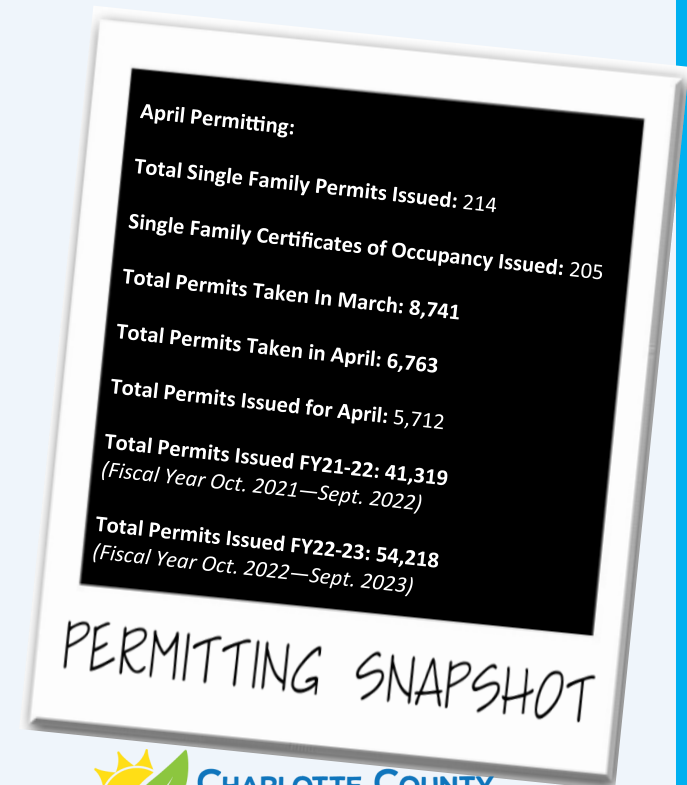 April Permitting:
Total Single Family Permits Issued: 214
Single Family Certificates of Occupancy Issued: 205
Total Permits Taken In March: 8,741
Total Permits Taken in April: 6,763
Total Permits Issued for April: 5,712
Total Permits Issued FY21-22: 41,319
(Fiscal Year Oct. 2021—Sept. 2022)
Total Permits Issued FY22-23: 54,218
(Fiscal Year Oct. 2022—Sept. 2023)
PERMITTING SNAPSHOT
CHARLOTTE COUNTY